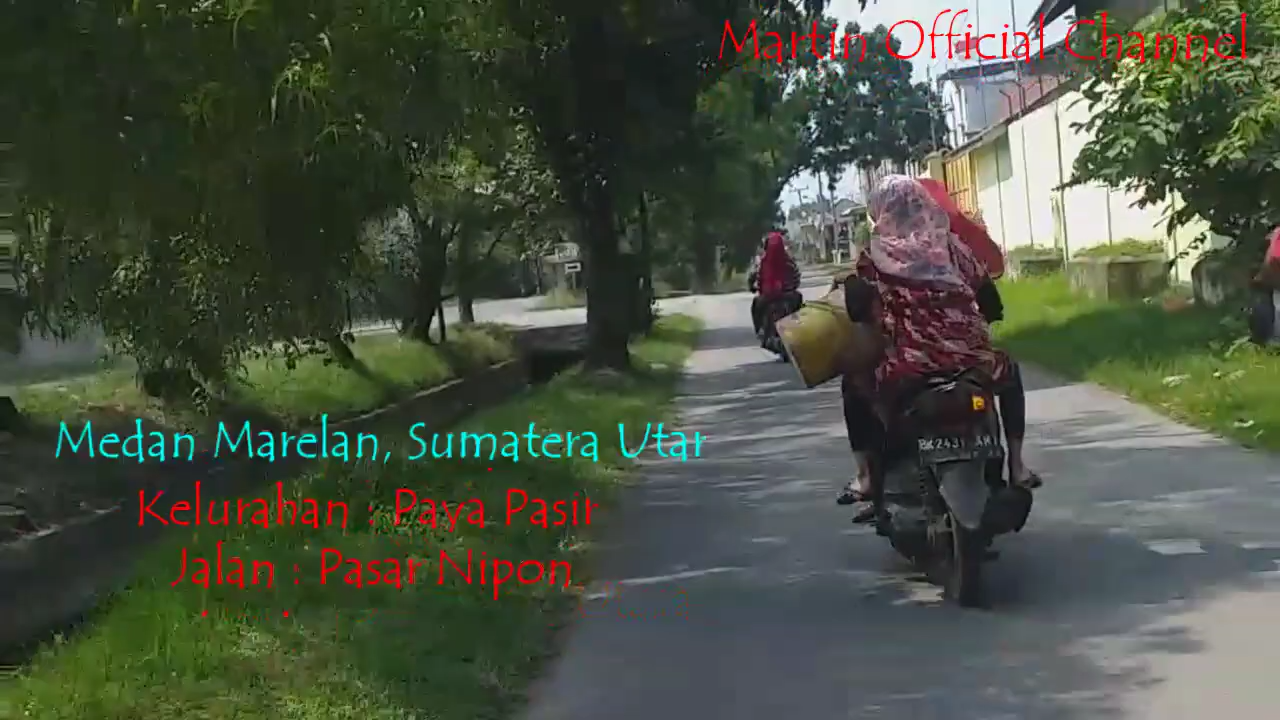 Martin Official Channel
Medan Marelan, Sumatera Utar
Kelurahan : Paya Pasir
Jalan : Pasar Nipon